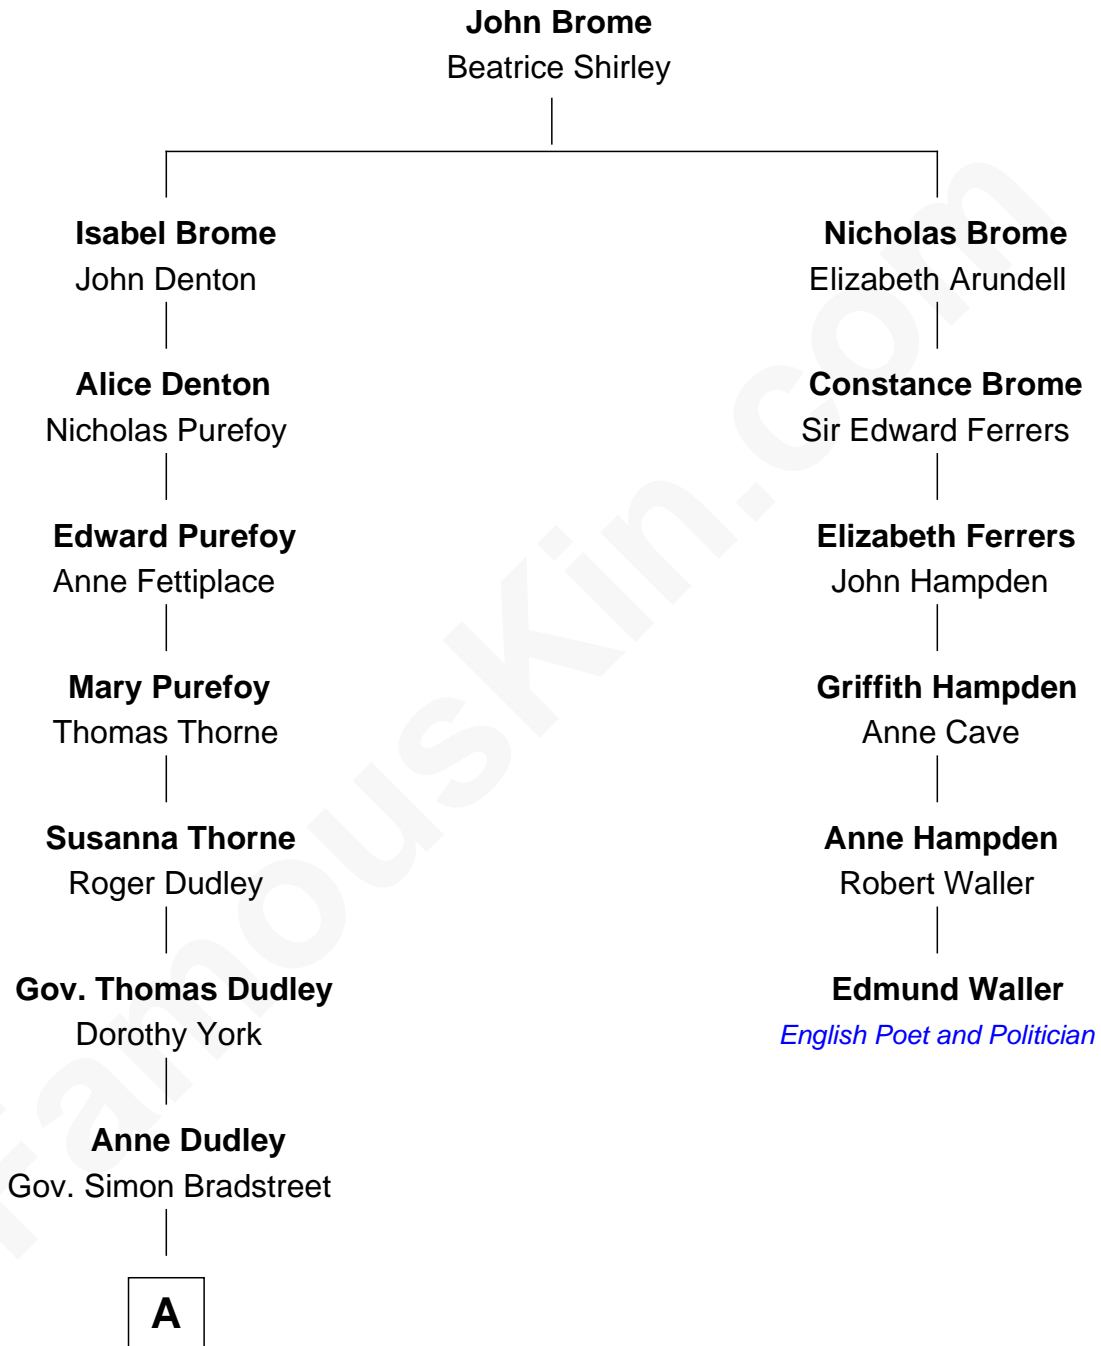 John Brome
Beatrice Shirley
Isabel Brome
John Denton
Nicholas Brome
Elizabeth Arundell
Alice Denton
Nicholas Purefoy
Constance Brome
Sir Edward Ferrers
Edward Purefoy
Anne Fettiplace
Elizabeth Ferrers
John Hampden
Mary Purefoy
Thomas Thorne
Griffith Hampden
Anne Cave
Susanna Thorne
Roger Dudley
Anne Hampden
Robert Waller
Gov. Thomas Dudley
Dorothy York
Edmund Waller
English Poet and Politician
Anne Dudley
Gov. Simon Bradstreet
A
FamousKin.com